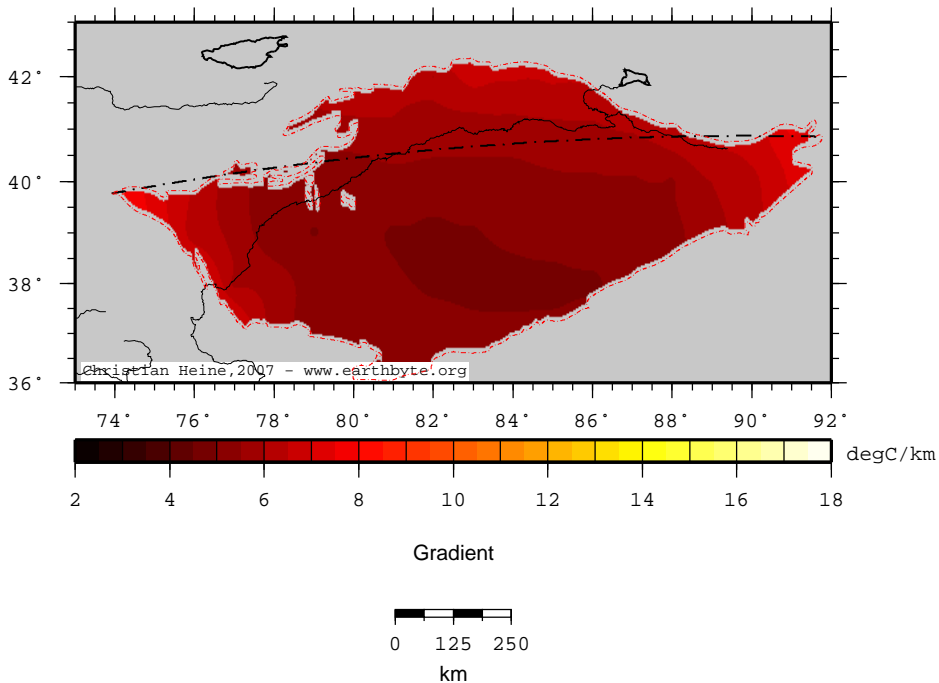 42°
40°
38°
36°
Christian Heine,2007 - www.earthbyte.org
74° 76° 78° 80° 82° 84° 86° 88° 90° 92°
degC/km
2 4 6 8 10 12 14 16 18
Gradient
0 125 250
km